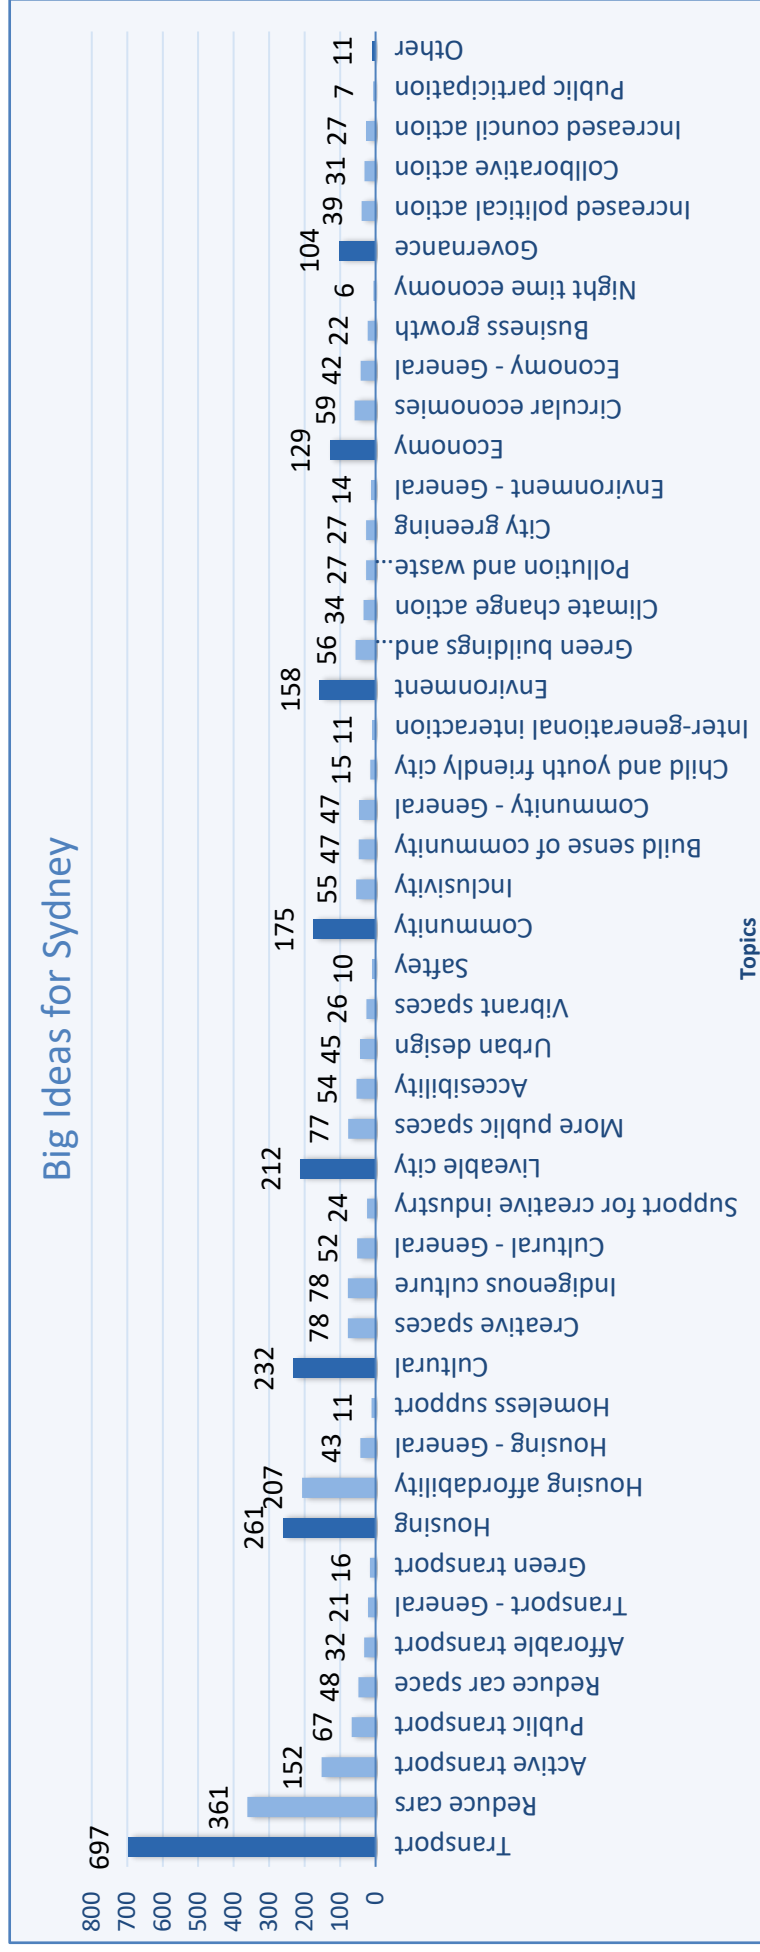 Big Ideas for Sydney
800
700
600
500
400
300
200
100
0
697
361
152
67
48
32
21
16
261
207
43
11
232
78
78
52
24
212
77
54
45
26
10
175
55
47
47
15
11
158
56
34
27
27
14
129
59
42
22
6
104
39
31
27
7
11
Transport
Reduce cars
Active transport
Public transport
Reduce car space
Afforable transport
Transport - General
Green transport
Housing
Housing affordability
Housing - General
Homeless support
Cultural
Creative spaces
Indigenous culture
Cultural - General
Support for creative industry
Liveable city
More public spaces
Accesibility
Urban design
Vibrant spaces
Saftey
Community
Inclusivity
Build sense of community
Community - General
Child and youth friendly city
Inter-generational interaction
Environment
Green buildings and...
Climate change action
Pollution and waste...
City greening
Environment - General
Economy
Circular economies
Economy - General
Business growth
Night time economy
Governance
Increased political action
Collaborative action
Increased council action
Public participation
Other
Topics